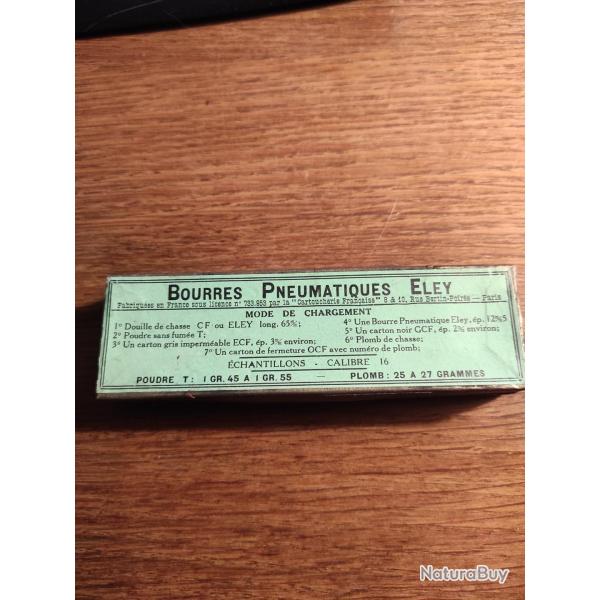 BOURRES PNEUMATIQUES ELEY
Fabriquées en France sous licence n° 733.953 par la "Cartoucherie Française" 8 & 10, Rue Bertin-Poirée — Paris
MODE DE CHARGEMENT
1° Douille de chasse CF ou ELEY long. 65%;
2° Poudre sans fumée T;
3° Un carton gris imperméable ECF, ép. 3% environ;
4° Une Bourre Pneumatique Eley, ép. 12%5
5° Un carton noir GCF, ép. 2% environ;
6° Plomb de chasse;
7° Un carton de fermeture OCF avec numéro de plomb;
ÉCHANTILLONS - CALIBRE 16
POUDRE T: 1 GR. 45 A 1 GR. 55 — PLOMB: 25 A 27 GRAMMES
NaturaBuy